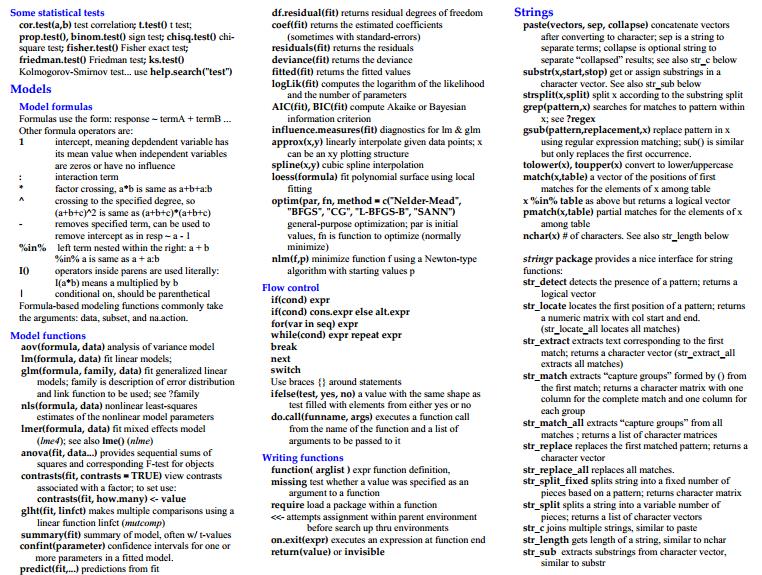 Some statistical tests
cor.test(a,b) test correlation; t.test() t test;
prop.test(), binom.test() sign test; chisq.test() chi-
square test; fisher.test() Fisher exact test;
friedman.test() Friedman test; ks.test()
Kolmogorov-Smirnov test... use help.search("test")
Models
Model formulas
Formulas use the form: response ~ termA + termB ...
Other formula operators are:
1 intercept, meaning depdendent variable has
its mean value when independent variables
are zeros or have no influence
: interaction term
* factor crossing, a*b is same as a+b+a:b
^ crossing to the specified degree, so
(a+b+c)^2 is same as (a+b+c)*(a+b+c)
- removes specified term, can be used to
remove intercept as in resp ~ a - 1
%in% left term nested within the right: a + b
%in% a is same as a + a:b
I() operators inside parens are used literally:
I(a*b) means a multiplied by b
| conditional on, should be parenthetical
Formula-based modeling functions commonly take
the arguments: data, subset, and na.action.
Model functions
aov(formula, data) analysis of variance model
lm(formula, data) fit linear models;
glm(formula, family, data) fit generalized linear
models; family is description of error distribution
and link function to be used; see ?family
nls(formula, data) nonlinear least-squares
estimates of the nonlinear model parameters
lmer(formula, data) fit mixed effects model
(lme4); see also lme() (nlme)
anova(fit, data...) provides sequential sums of
squares and corresponding F-test for objects
contrasts(fit, contrasts = TRUE) view contrasts
associated with a factor; to set use:
contrasts(fit, how.many) <- value
glht(fit, linfct) makes multiple comparisons using a
linear function linfct (mutcomp)
summary(fit) summary of model, often w/ t-values
confint(parameter) confidence intervals for one or
more parameters in a fitted model.
predict(fit,...) predictions from fit
df.residual(fit) returns residual degrees of freedom
coef(fit) returns the estimated coefficients
(sometimes with standard-errors)
residuals(fit) returns the residuals
deviance(fit) returns the deviance
fitted(fit) returns the fitted values
logLik(fit) computes the logarithm of the likelihood
and the number of parameters
AIC(fit), BIC(fit) compute Akaike or Bayesian
information criterion
influence.measures(fit) diagnostics for lm & glm
approx(x,y) linearly interpolate given data points; x
can be an xy plotting structure
spline(x,y) cubic spline interpolation
loess(formula) fit polynomial surface using local
fitting
optim(par, fn, method = c("Nelder-Mead",
"BFGS", "CG", "L-BFGS-B", "SANN")
general-purpose optimization; par is initial
values, fn is function to optimize (normally
minimize)
nlm(f,p) minimize function f using a Newton-type
algorithm with starting values p
Flow control
if(cond) expr
if(cond) cons.expr else alt.expr
for(var in seq) expr
while(cond) expr repeat expr
break
next
switch
Use braces {} around statements
ifelse(test, yes, no) a value with the same shape as
test filled with elements from either yes or no
do.call(funname, args) executes a function call
from the name of the function and a list of
arguments to be passed to it
Writing functions
function( arglist ) expr function definition,
missing test whether a value was specified as an
argument to a function
require load a package within a function
<<- attempts assignment within parent environment
before search up thru environments
on.exit(expr) executes an expression at function end
return(value) or invisible
Strings
paste(vectors, sep, collapse) concatenate vectors
after converting to character; sep is a string to
separate terms; collapse is optional string to
separate "collapsed" results; see also str_c below
substr(x,start,stop) get or assign substrings in a
character vector. See also str_sub below
strsplit(x,split) split x according to the substring split
grep(pattern,x) searches for matches to pattern within
x; see ?regex
gsub(pattern,replacement,x) replace pattern in x
using regular expression matching; sub() is similar
but only replaces the first occurrence.
tolower(x), toupper(x) convert to lower/uppercase
match(x,table) a vector of the positions of first
matches for the elements of x among table
x %in% table as above but returns a logical vector
pmatch(x,table) partial matches for the elements of x
among table
nchar(x) # of characters. See also str_length below
stringr package provides a nice interface for string
functions:
str_detect detects the presence of a pattern; returns a
logical vector
str_locate locates the first position of a pattern; returns
a numeric matrix with col start and end.
(str_locate_all locates all matches)
str_extract extracts text corresponding to the first
match; returns a character vector (str_extract_all
extracts all matches)
str_match extracts "capture groups" formed by () from
the first match; returns a character matrix with one
column for the complete match and one column for
each group
str_match_all extracts "capture groups" from all
matches ; returns a list of character matrices
str_replace replaces the first matched pattern; returns a
character vector
str_replace_all replaces all matches.
str_split_fixed splits string into a fixed number of
pieces based on a pattern; returns character matrix
str_split splits a string into a variable number of
pieces; returns a list of character vectors
str_c joins multiple strings, similar to paste
str_length gets length of a string, similar to nchar
str_sub extracts substrings from character vector,
similar to substr